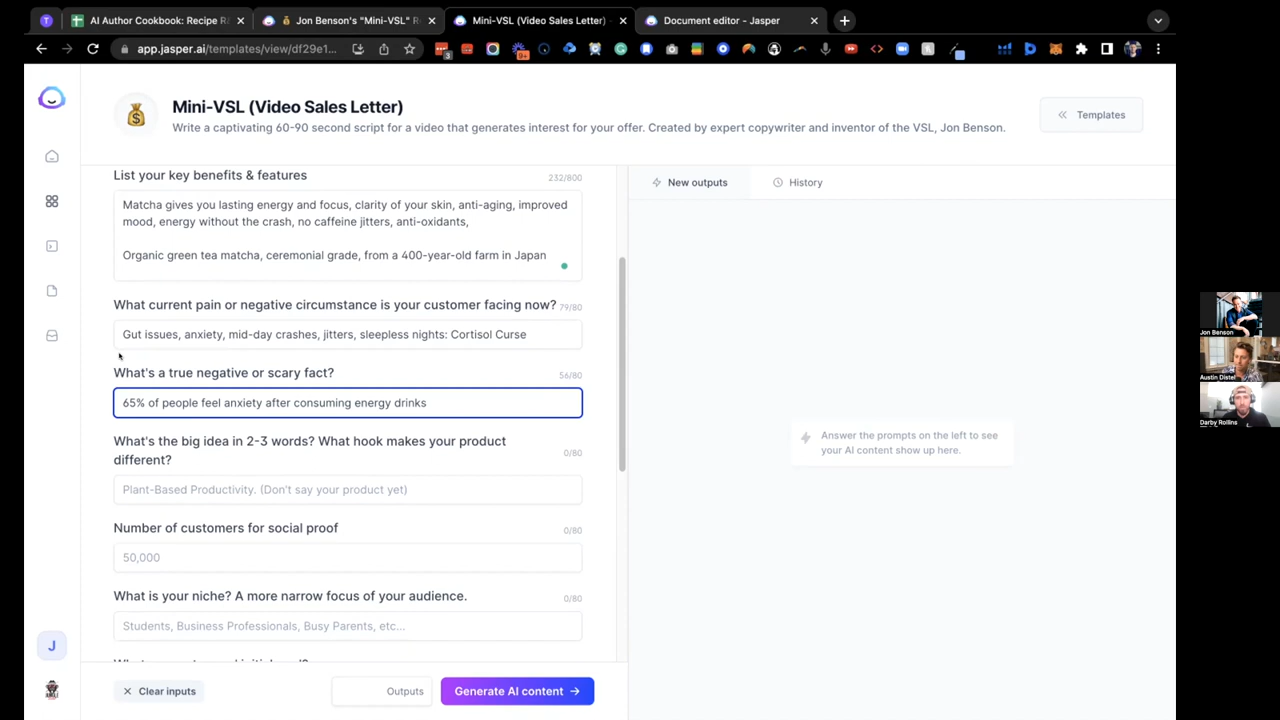 T
AI Author Cookbook: Recipe R
Jon Benson's "Mini-VSL" R
Mini-VSL (Video Sales Letter)
Document editor - Jasper
app.jasper.ai/templates/view/df29e1...
3
9+
Mini-VSL (Video Sales Letter)
Write a captivating 60-90 second script for a video that generates interest for your offer. Created by expert copywriter and inventor of the VSL, Jon Benson.
Templates
List your key benefits & features
232/800
Matcha gives you lasting energy and focus, clarity of your skin, anti-aging, improved
mood, energy without the crash, no caffeine jitters, anti-oxidants,
Organic green tea matcha, ceremonial grade, from a 400-year-old farm in Japan
What current pain or negative circumstance is your customer facing now?
79/80
Gut issues, anxiety, mid-day crashes, jitters, sleepless nights: Cortisol Curse
What's a true negative or scary fact?
56/80
65% of people feel anxiety after consuming energy drinks
What's the big idea in 2-3 words? What hook makes your product
different?
0/80
Plant-Based Productivity. (Don't say your product yet)
Number of customers for social proof
0/80
50,000
What is your niche? A more narrow focus of your audience.
0/80
Students, Business Professionals, Busy Parents, etc...
J
Clear inputs
Outputs
Generate AI content
New outputs
History
Answer the prompts on the left to see
your AI content show up here.
Jon Benson
Austin Distel
Darby Rollins